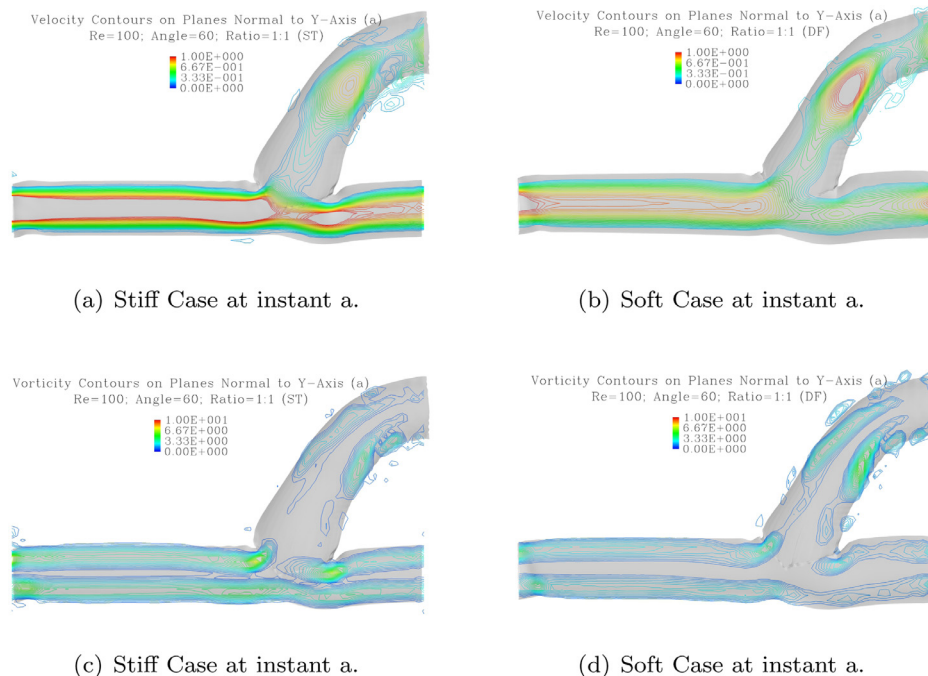 Velocity Contours on Planes Normal to Y-Axis (a)
Re=100; Angle=60; Ratio=1:1 (ST)
1.00E+000
6.67E-001
3.33E-001
0.00E+000
Velocity Contours on Planes Normal to Y-Axis (a)
Re=100; Angle=60; Ratio=1:1 (DF)
1.00E+000
6.67E-001
3.33E-001
0.00E+000
(a) Stiff Case at instant a.
(b) Soft Case at instant a.
Vorticity Contours on Planes Normal to Y-Axis (a)
Re=100; Angle=60; Ratio=1:1 (ST)
1.00E+001
6.67E+000
3.33E+000
0.00E+000
Vorticity Contours on Planes Normal to Y-Axis (a)
Re=100; Angle=60; Ratio=1:1 (DF)
1.00E+001
6.67E+000
3.33E+000
0.00E+000
(c) Stiff Case at instant a.
(d) Soft Case at instant a.